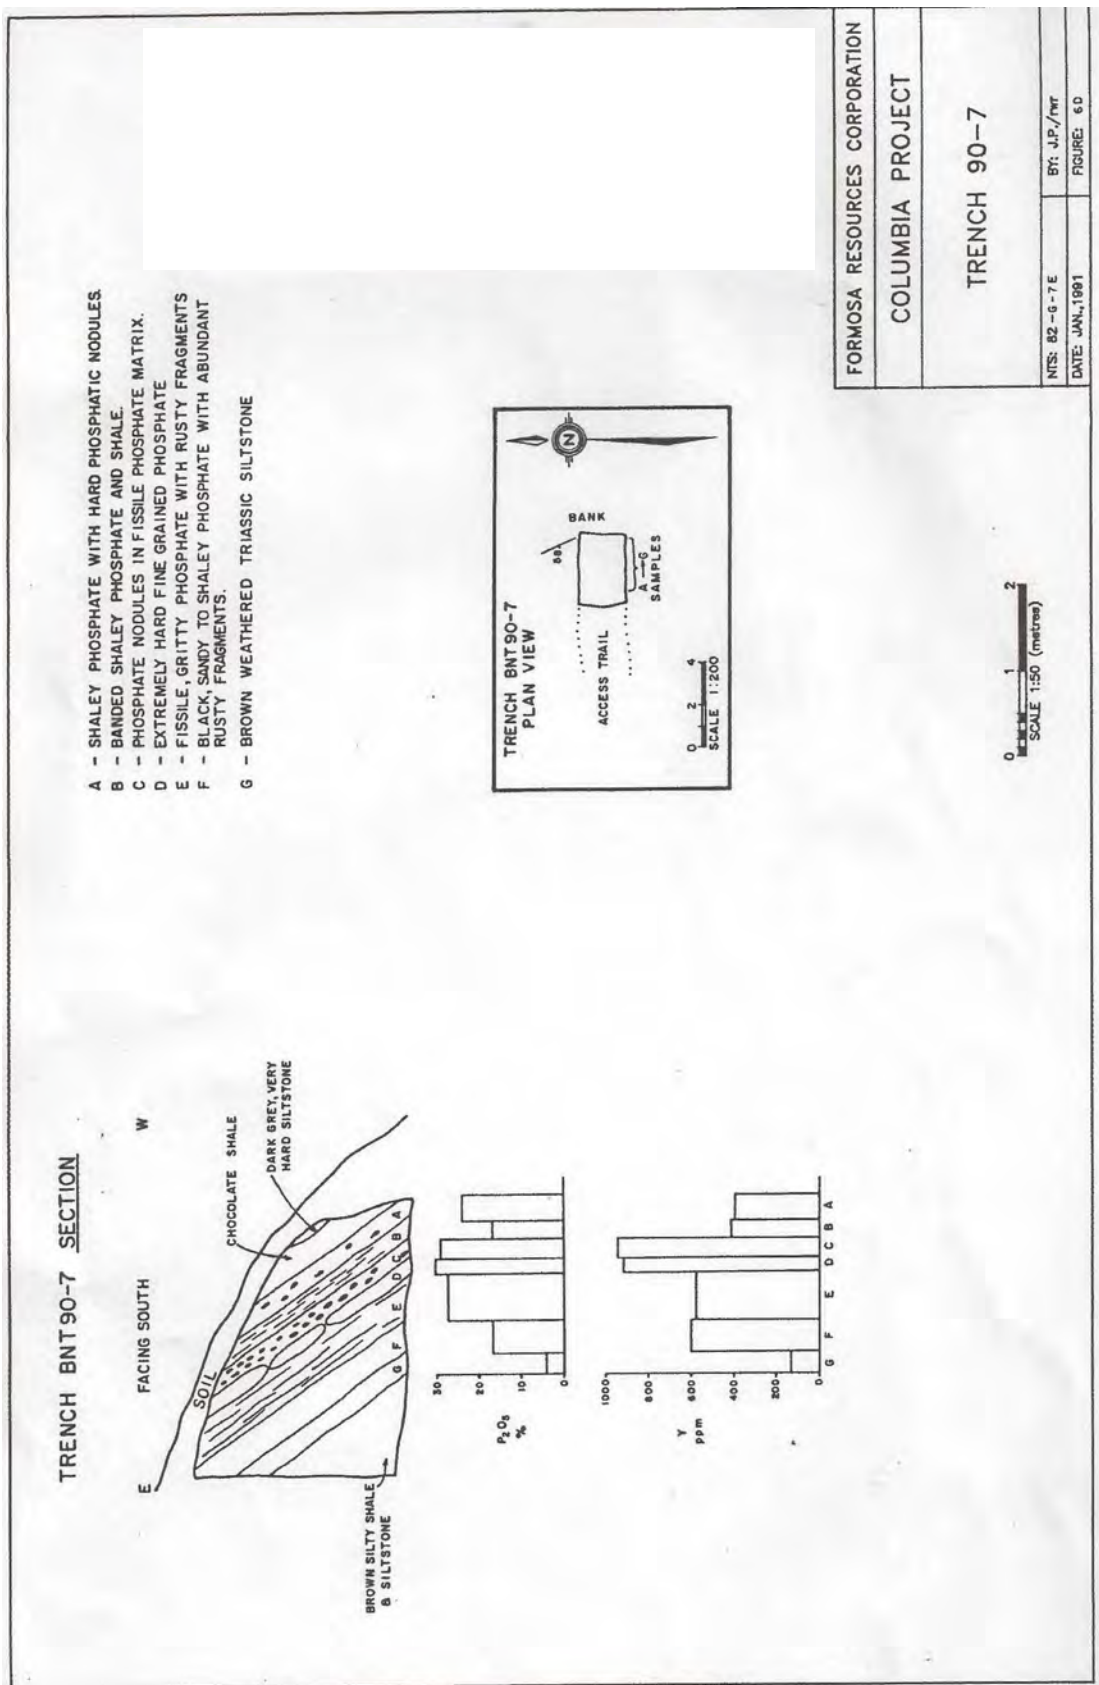 TRENCH BNT 90-7 SECTION
E FACING SOUTH W
SOIL
CHOCOLATE SHALE
DARK GREY, VERY
HARD SILTSTONE
BROWN SILTY SHALE
& SILTSTONE
G F E D C B A
30
20
10
0
P2O5
%
1000
800
600
400
200
0
Y
ppm
G F E D C B A
A – SHALEY PHOSPHATE WITH HARD PHOSPHATIC NODULES.
B – BANDED SHALEY PHOSPHATE AND SHALE.
C – PHOSPHATE NODULES IN FISSILE PHOSPHATE MATRIX.
D – EXTREMELY HARD FINE GRAINED PHOSPHATE
E – FISSILE, GRITTY PHOSPHATE WITH RUSTY FRAGMENTS
F – BLACK, SANDY TO SHALEY PHOSPHATE WITH ABUNDANT
RUSTY FRAGMENTS.
G – BROWN WEATHERED TRIASSIC SILTSTONE
TRENCH BNT 90-7
PLAN VIEW
BANK
ACCESS TRAIL
A → G
SAMPLES
N
0 2 4
SCALE 1:200
0 1 2
SCALE 1:50 (metres)
FORMOSA RESOURCES CORPORATION
COLUMBIA PROJECT
TRENCH 90-7
NTS: 82-G-7E BY: J.P./rwr
DATE: JAN., 1991 FIGURE: 6D